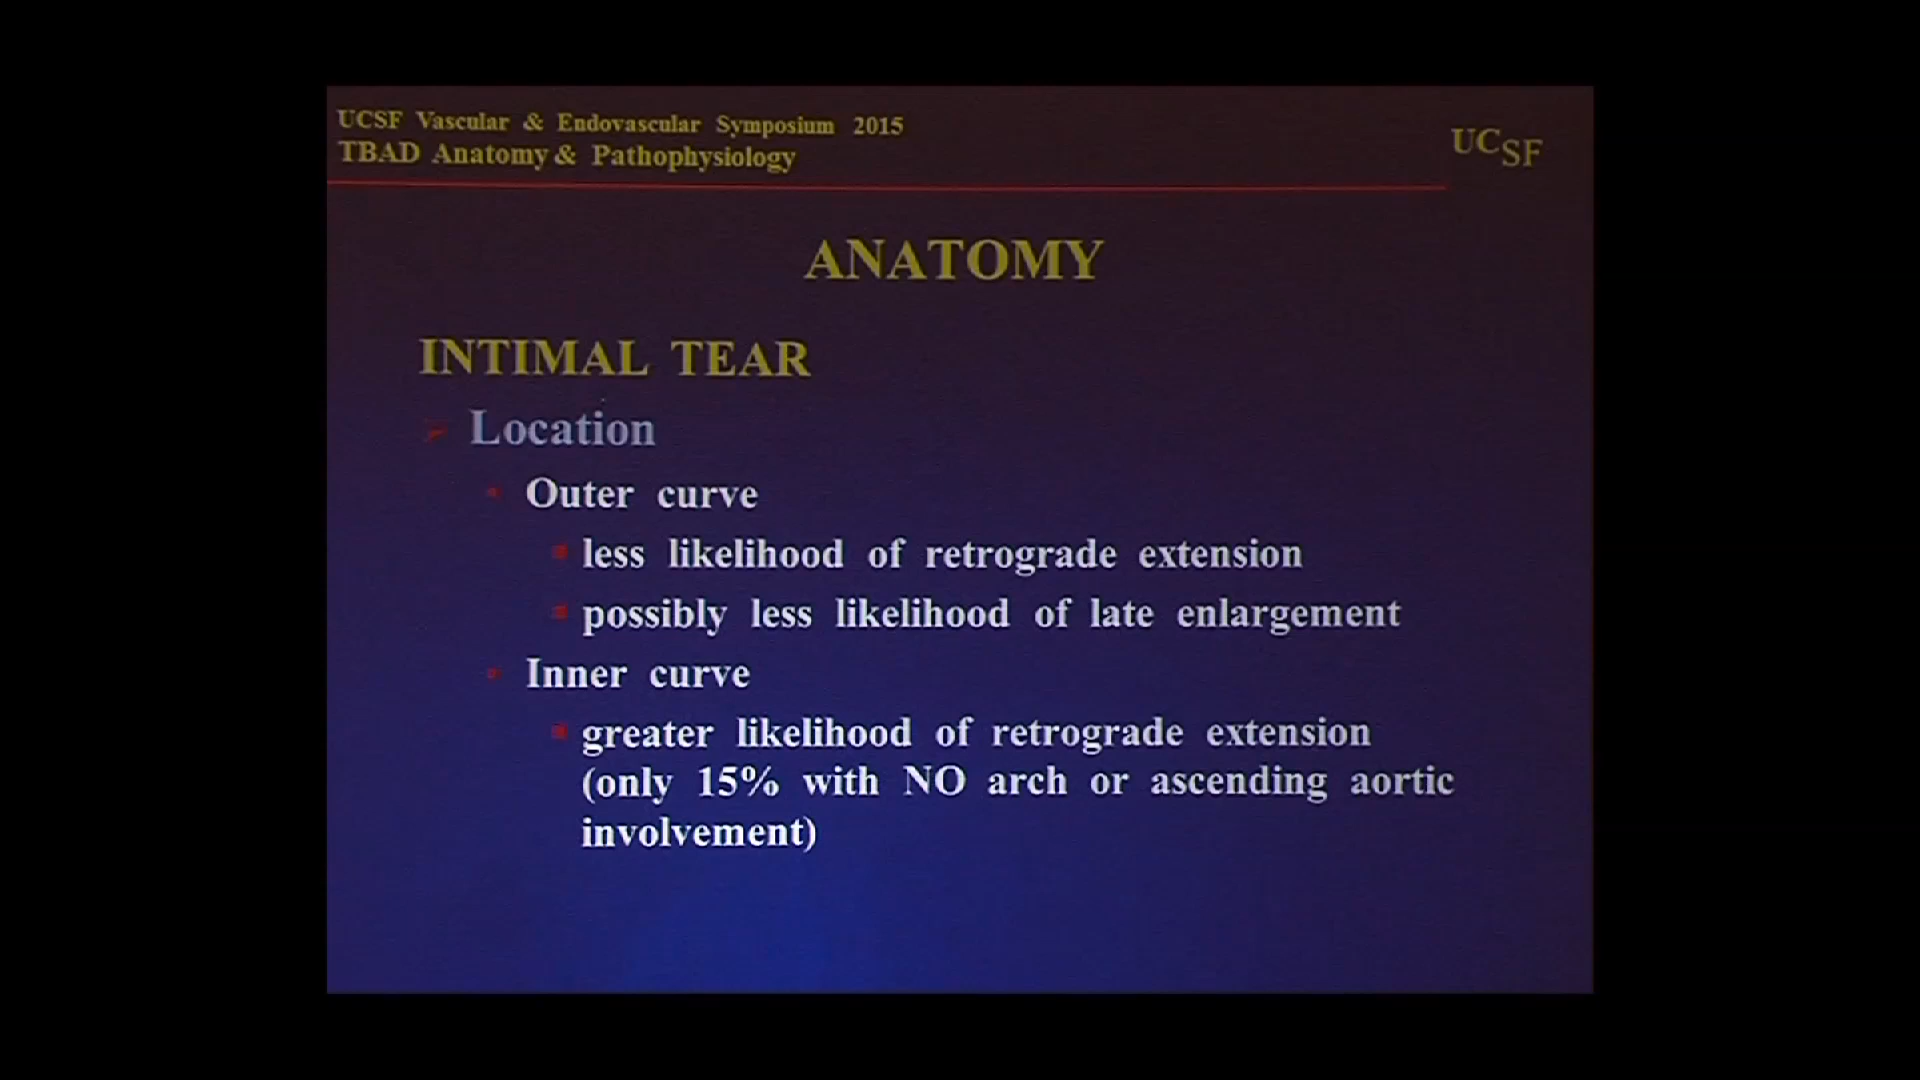 UCSF Vascular & Endovascular Symposium 2015
TBAD Anatomy & Pathophysiology
UCSF
ANATOMY
INTIMAL TEAR
Location
Outer curve
less likelihood of retrograde extension
possibly less likelihood of late enlargement
Inner curve
greater likelihood of retrograde extension
(only 15% with NO arch or ascending aortic
involvement)